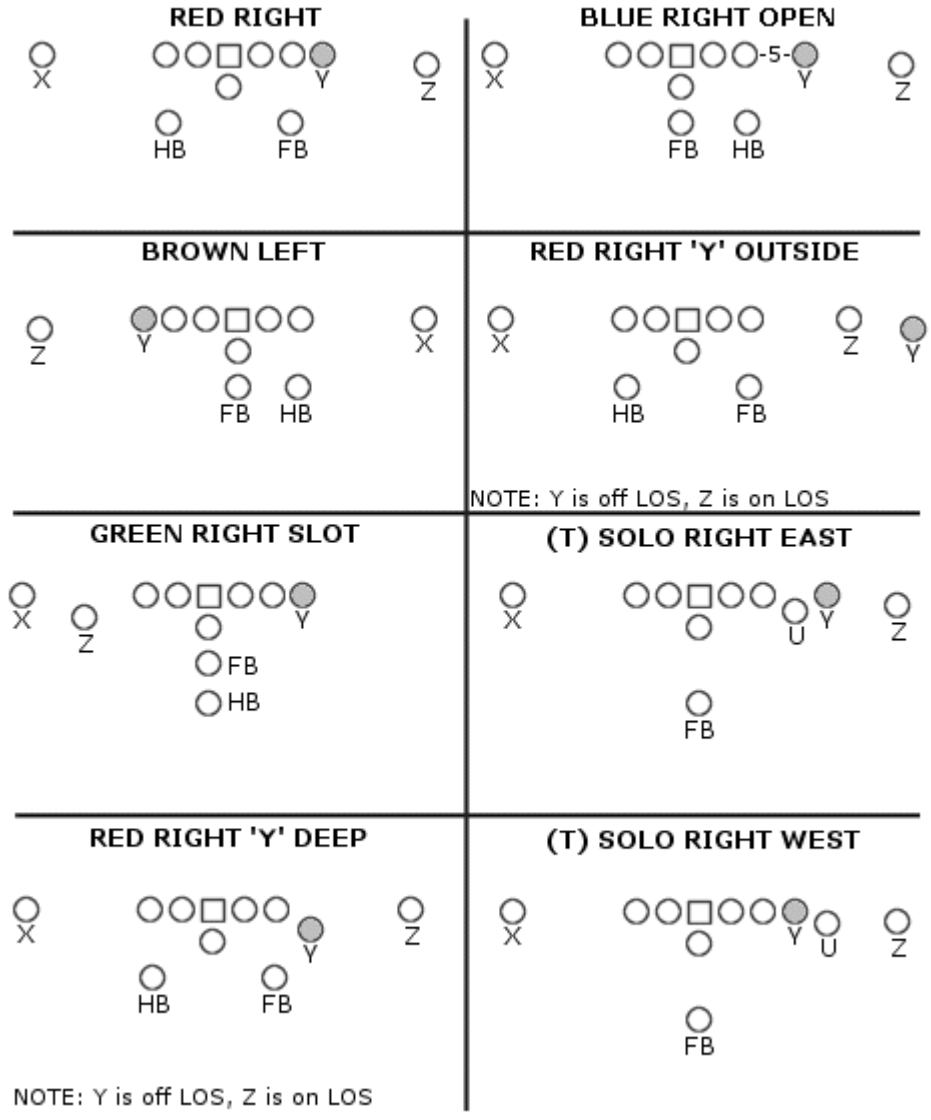 RED RIGHT
X
Y
Z
HB
FB
BLUE RIGHT OPEN
X
-5-
Y
Z
FB
HB
BROWN LEFT
Z
Y
X
FB
HB
RED RIGHT 'Y' OUTSIDE
X
Z
Y
HB
FB
NOTE: Y is off LOS, Z is on LOS
GREEN RIGHT SLOT
X
Z
Y
FB
HB
(T) SOLO RIGHT EAST
X
U
Y
Z
FB
RED RIGHT 'Y' DEEP
X
Y
Z
HB
FB
NOTE: Y is off LOS, Z is on LOS
(T) SOLO RIGHT WEST
X
Y
U
Z
FB